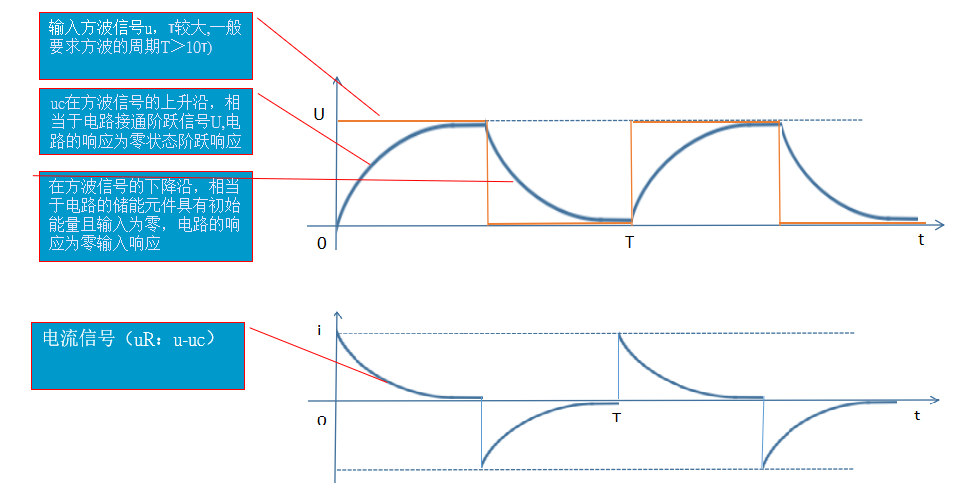 输入方波信号u，τ较大,一般
要求方波的周期T＞10τ)
uc在方波信号的上升沿，相
当于电路接通阶跃信号U,电
路的响应为零状态阶跃响应
在方波信号的下降沿，相当
于电路的储能元件具有初始
能量且输入为零，电路的响
应为零输入响应
U
0
T
t
电流信号（uR：u-uc）
i
0
T
t